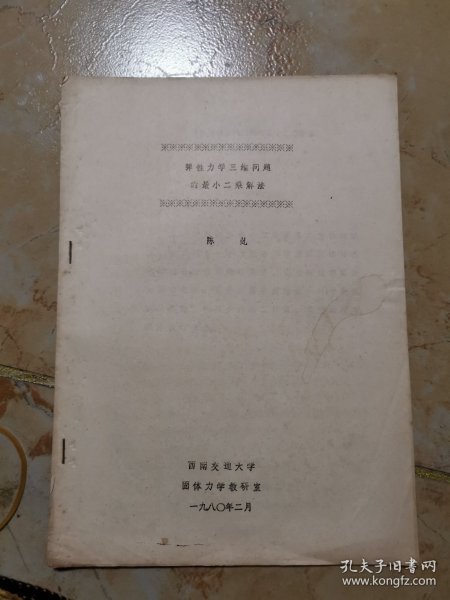 弹性力学三维问题
的最小二乘解法
陈克
西南交通大学
固体力学教研室
一九八〇年二月
孔夫子旧书网
www.kongfz.com